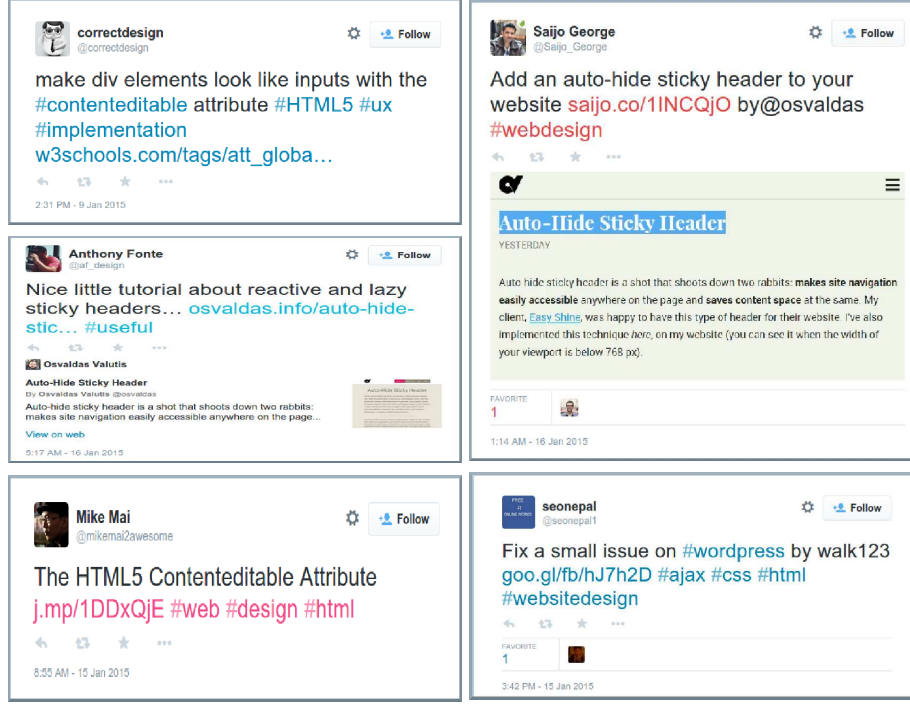 correctdesign
@correctdesign
Follow
make div elements look like inputs with the
#contenteditable attribute #HTML5 #ux
#implementation
w3schools.com/tags/att_globa…
2:31 PM - 9 Jan 2015
Anthony Fonte
@af_design
Follow
Nice little tutorial about reactive and lazy
sticky headers… osvaldas.info/auto-hide-
stic… #useful
Osvaldas Valutis
Auto-Hide Sticky Header
By Osvaldas Valutis @osvaldas
Auto-hide sticky header is a shot that shoots down two rabbits:
makes site navigation easily accessible anywhere on the page...
View on web
5:17 AM - 16 Jan 2015
Mike Mai
@mikemai2awesome
Follow
The HTML5 Contenteditable Attribute
j.mp/1DDxQjE #web #design #html
8:55 AM - 15 Jan 2015
Saijo George
@Saijo_George
Follow
Add an auto-hide sticky header to your
website saijo.co/1INCQjO by@osvaldas
#webdesign
Auto-Hide Sticky Header
YESTERDAY
Auto hide sticky header is a shot that shoots down two rabbits: makes site navigation
easily accessible anywhere on the page and saves content space at the same. My
client, Easy Shine, was happy to have this type of header for their website. I've also
implemented this technique here, on my website (you can see it when the width of
your viewport is below 768 px).
FAVORITE
1
1:14 AM - 16 Jan 2015
seonepal
@seonepal1
Follow
Fix a small issue on #wordpress by walk123
goo.gl/fb/hJ7h2D #ajax #css #html
#websitedesign
FAVORITE
1
3:42 PM - 15 Jan 2015